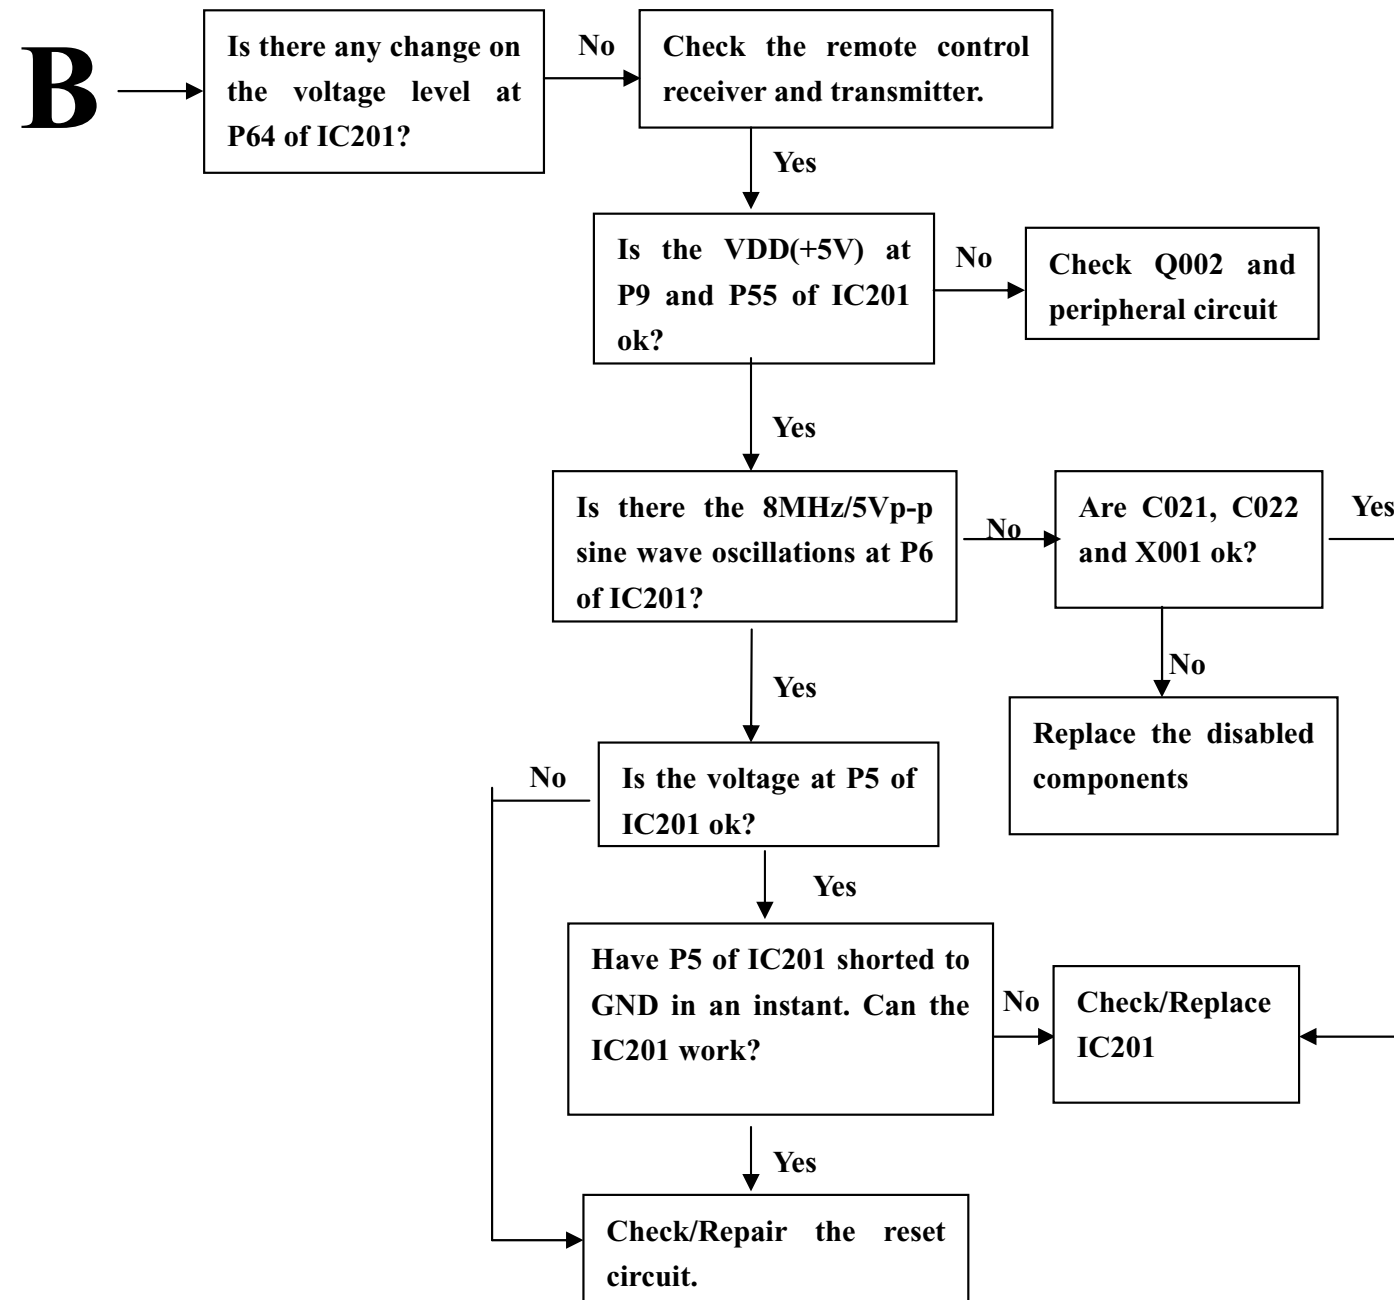 B
Is there any change on
the voltage level at
P64 of IC201?
No
Check the remote control
receiver and transmitter.
Yes
Is the VDD(+5V) at
P9 and P55 of IC201
ok?
No
Check Q002 and
peripheral circuit
Yes
Is there the 8MHz/5Vp-p
sine wave oscillations at P6
of IC201?
No
Are C021, C022
and X001 ok?
Yes
No
Replace the disabled
components
Yes
No
Is the voltage at P5 of
IC201 ok?
Yes
Have P5 of IC201 shorted to
GND in an instant. Can the
IC201 work?
No
Check/Replace
IC201
Yes
Check/Repair the reset
circuit.